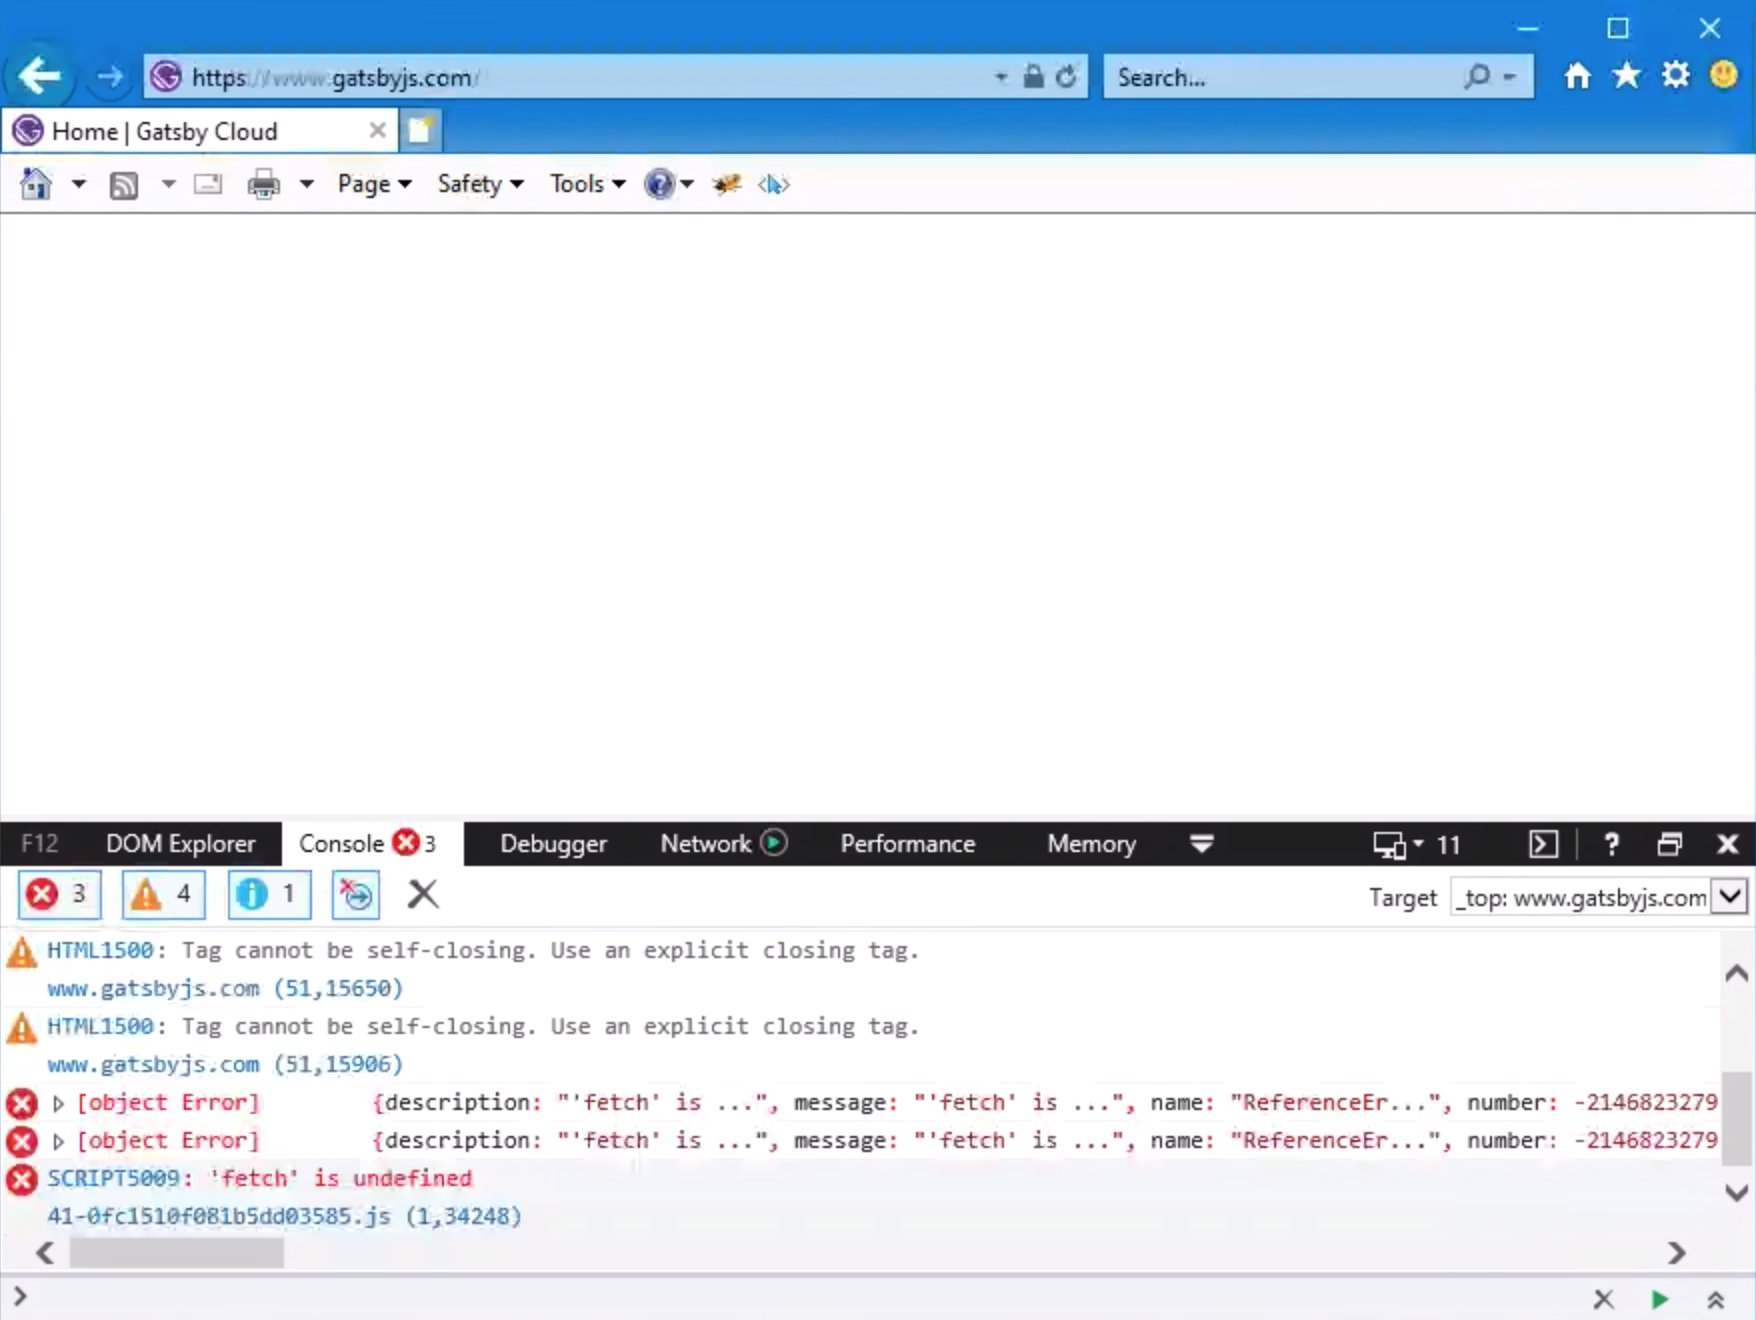 https://www.gatsbyjs.com/
Search...
Home | Gatsby Cloud
Page Safety Tools
F12 DOM Explorer Console 3 Debugger Network Performance Memory 11 ?
3 4 1 Target _top: www.gatsbyjs.com
HTML1500: Tag cannot be self-closing. Use an explicit closing tag.
www.gatsbyjs.com (51,15650)
HTML1500: Tag cannot be self-closing. Use an explicit closing tag.
www.gatsbyjs.com (51,15906)
[object Error] {description: "'fetch' is ...", message: "'fetch' is ...", name: "ReferenceEr...", number: -2146823279
[object Error] {description: "'fetch' is ...", message: "'fetch' is ...", name: "ReferenceEr...", number: -2146823279
SCRIPT5009: 'fetch' is undefined
41-0fc1510f081b5dd03585.js (1,34248)